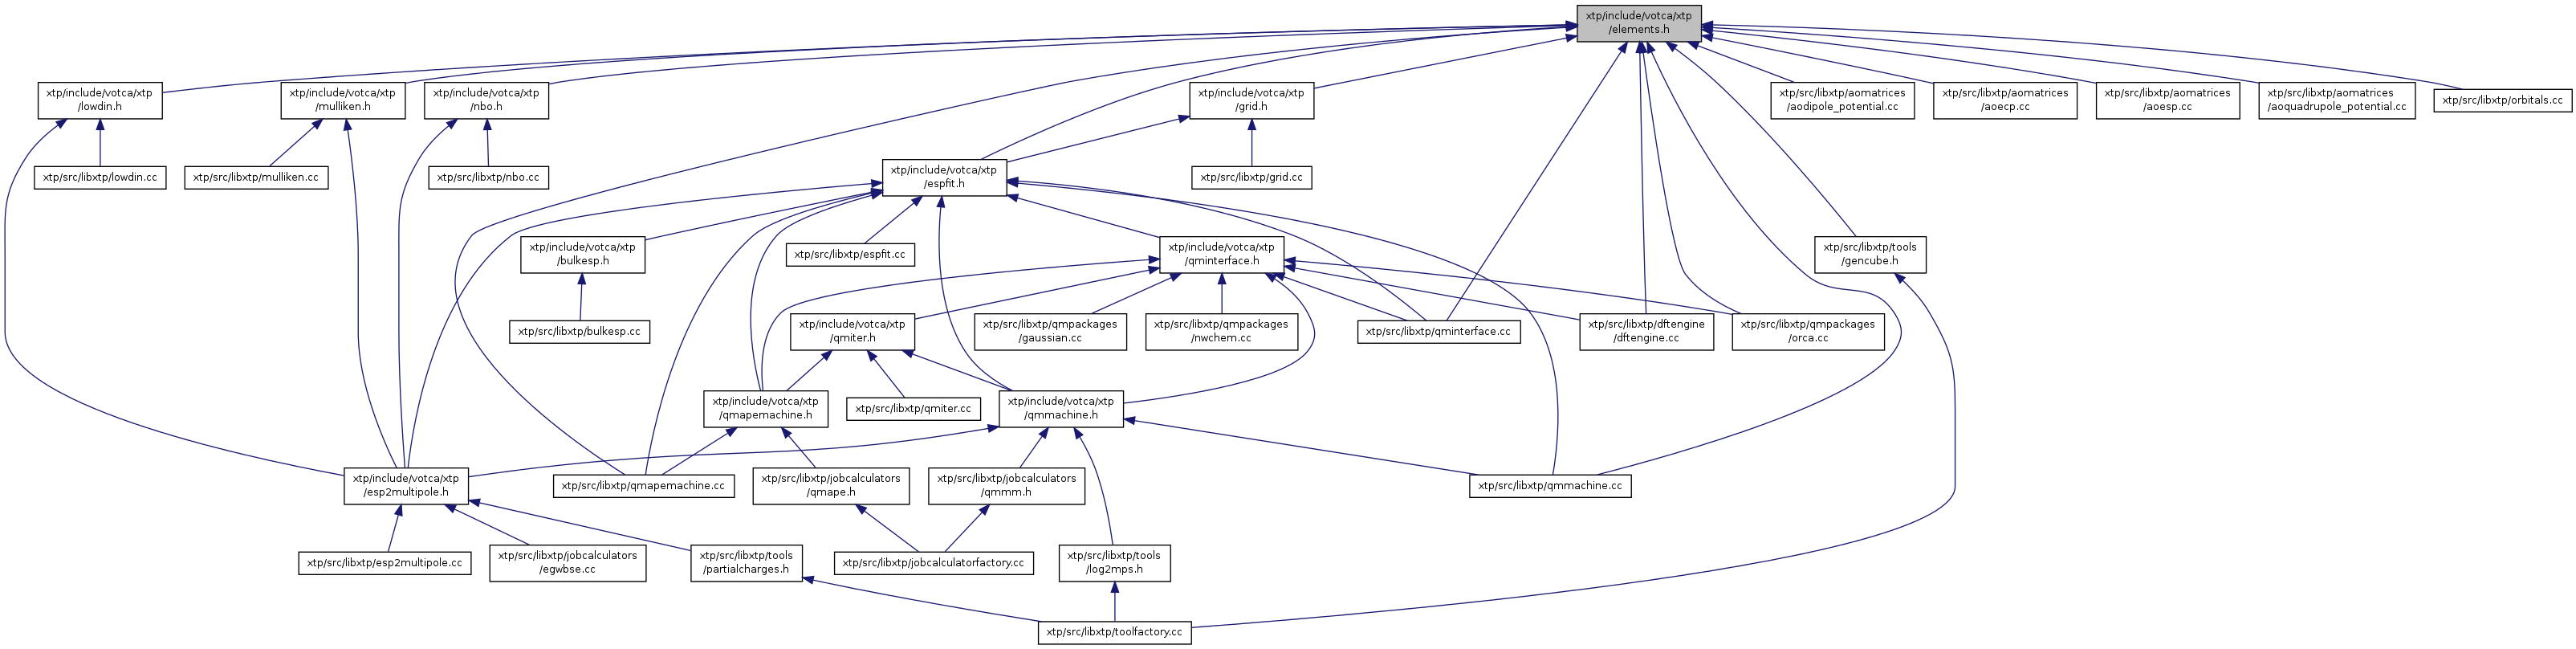 xtp/include/votca/xtp
/elements.h
xtp/include/votca/xtp
/lowdin.h
xtp/include/votca/xtp
/mulliken.h
xtp/include/votca/xtp
/nbo.h
xtp/include/votca/xtp
/grid.h
xtp/src/libxtp/aomatrices
/aodipole_potential.cc
xtp/src/libxtp/aomatrices
/aoecp.cc
xtp/src/libxtp/aomatrices
/aoesp.cc
xtp/src/libxtp/aomatrices
/aoquadrupole_potential.cc
xtp/src/libxtp/orbitals.cc
xtp/src/libxtp/lowdin.cc
xtp/src/libxtp/mulliken.cc
xtp/src/libxtp/nbo.cc
xtp/include/votca/xtp
/espfit.h
xtp/src/libxtp/grid.cc
xtp/include/votca/xtp
/bulkesp.h
xtp/src/libxtp/espfit.cc
xtp/include/votca/xtp
/qminterface.h
xtp/src/libxtp/tools
/gencube.h
xtp/src/libxtp/bulkesp.cc
xtp/include/votca/xtp
/qmiter.h
xtp/src/libxtp/qmpackages
/gaussian.cc
xtp/src/libxtp/qmpackages
/nwchem.cc
xtp/src/libxtp/qminterface.cc
xtp/src/libxtp/dftengine
/dftengine.cc
xtp/src/libxtp/qmpackages
/orca.cc
xtp/include/votca/xtp
/qmapemachine.h
xtp/src/libxtp/qmiter.cc
xtp/include/votca/xtp
/qmmachine.h
xtp/include/votca/xtp
/esp2multipole.h
xtp/src/libxtp/qmapemachine.cc
xtp/src/libxtp/jobcalculators
/qmape.h
xtp/src/libxtp/jobcalculators
/qmmm.h
xtp/src/libxtp/qmmachine.cc
xtp/src/libxtp/esp2multipole.cc
xtp/src/libxtp/jobcalculators
/egwbse.cc
xtp/src/libxtp/tools
/partialcharges.h
xtp/src/libxtp/jobcalculatorfactory.cc
xtp/src/libxtp/tools
/log2mps.h
xtp/src/libxtp/toolfactory.cc